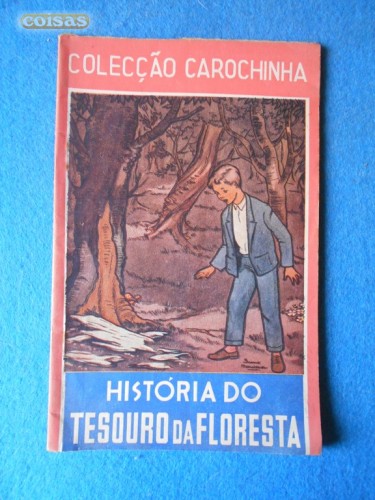 coisas
COLECÇÃO CAROCHINHA
HISTÓRIA DO
TESOURO DA FLORESTA